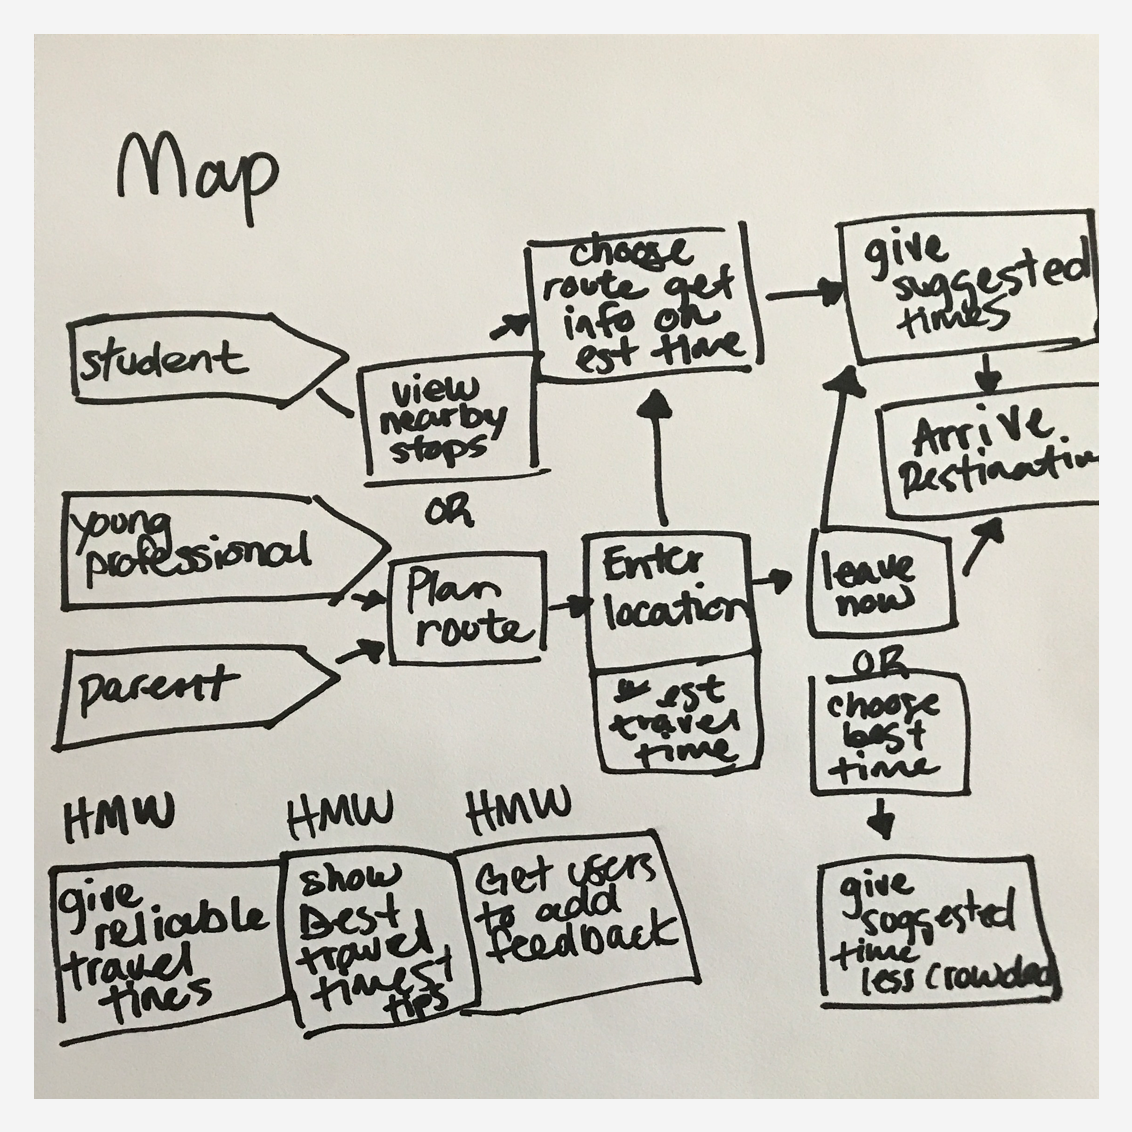 Map
student
young
professional
parent
view
nearby
stops
OR
Plan
route
choose
route get
info on
est time
Enter
location
est
travel
time
give
suggested
times
Arrive
Destination
leave
now
OR
choose
best
time
give
suggested
time
less crowded
HMW
give
reliable
travel
times
HMW
show
Best
travel
times +
tips
HMW
Get users
to add
feedback